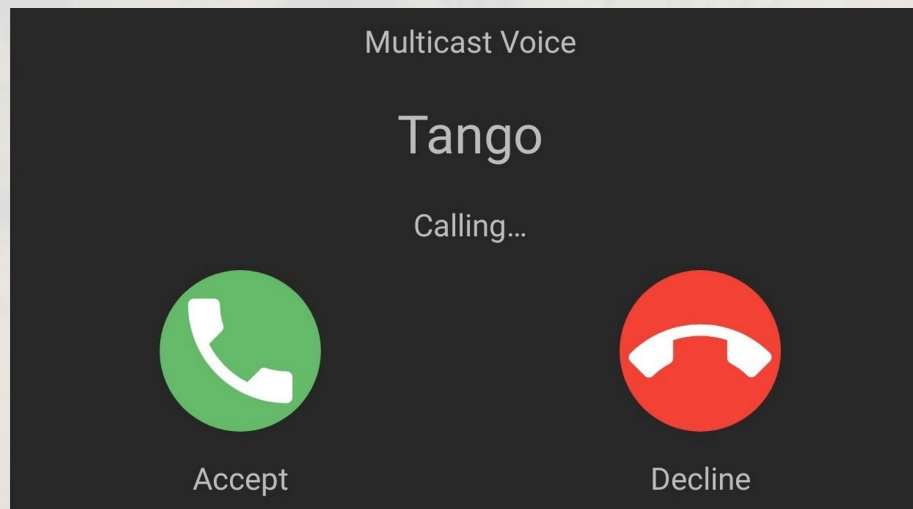 Multicast Voice
Tango
Calling…
Accept
Decline